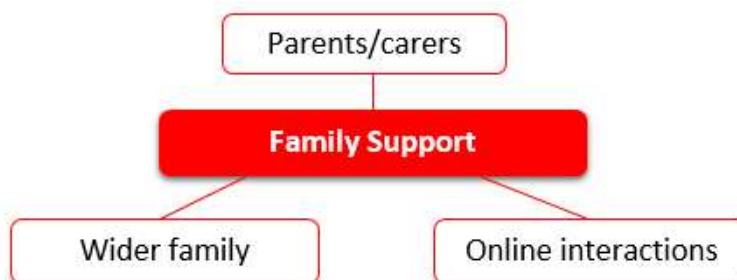 Parents/carers
Family Support
Wider family
Online interactions